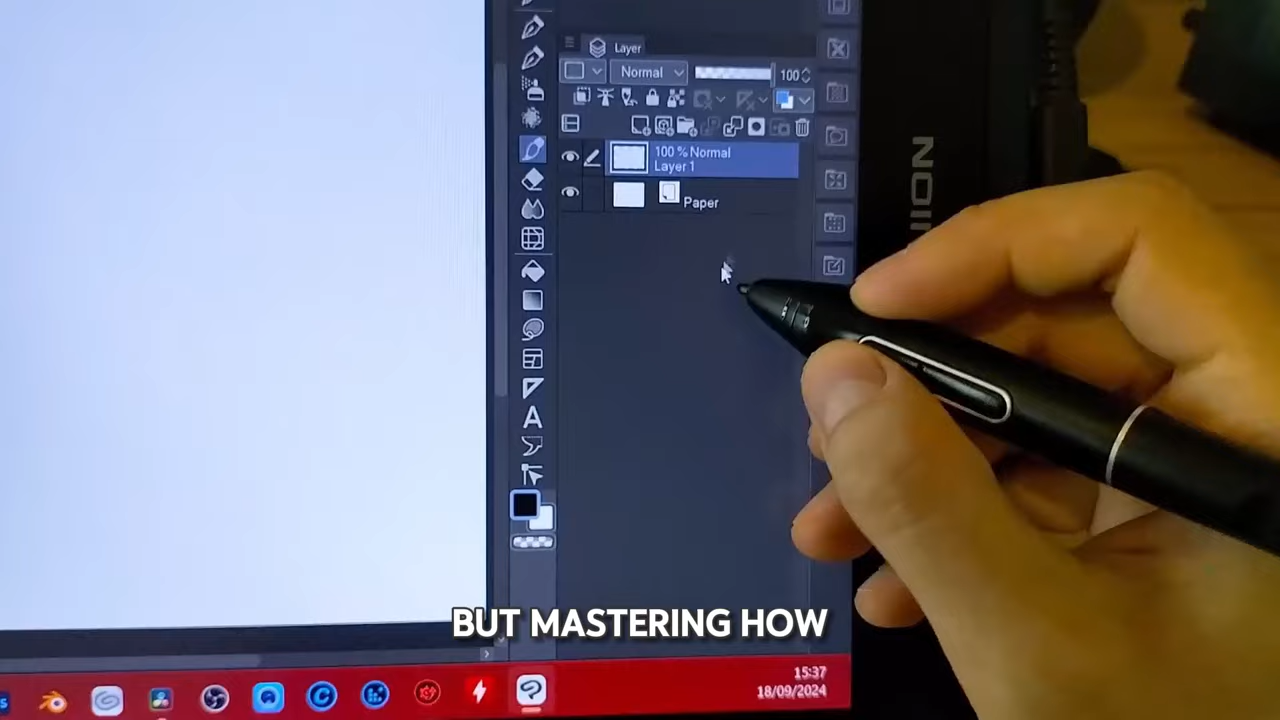 Layer
Normal
100
100 % Normal
Layer 1
Paper
A
BUT MASTERING HOW
15:37
18/09/2024